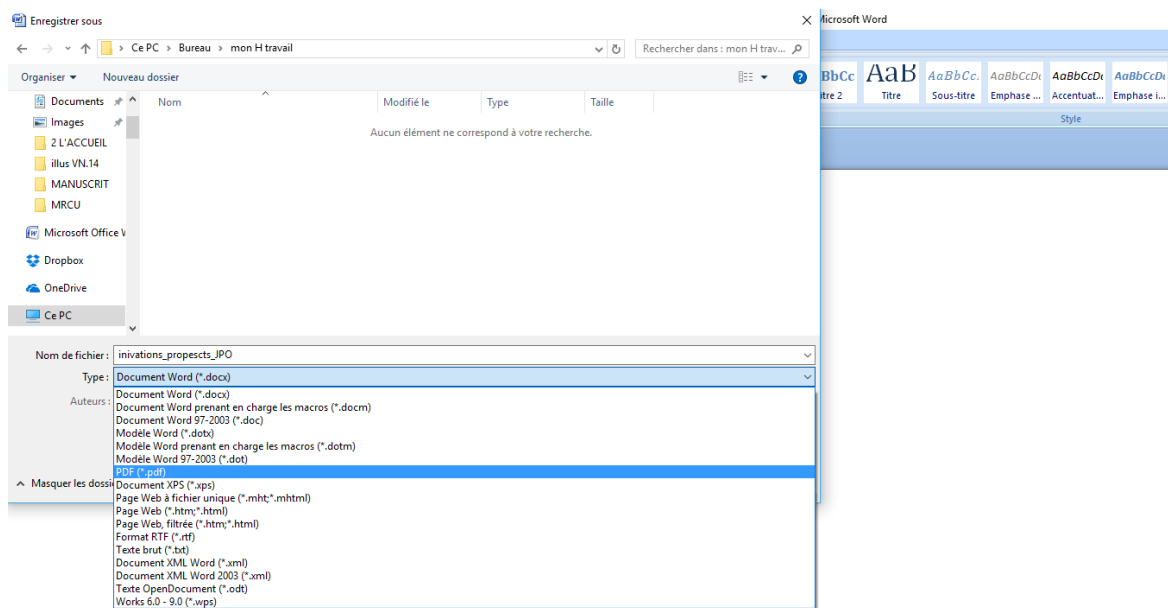 Enregistrer sous
Microsoft Word
Ce PC > Bureau > mon H travail
Rechercher dans : mon H trav...
Organiser
Nouveau dossier
Documents
Images
2 L'ACCUEIL
illus VN.14
MANUSCRIT
MRCU
Microsoft Office W
Dropbox
OneDrive
Ce PC
Nom
Modifié le
Type
Taille
Aucun élément ne correspond à votre recherche.
BbCc
AaB
AaBbCc.
AaBbCcDc
AaBbCcDc
AaBbCcDc
itre 2
Titre
Sous-titre
Emphase ...
Accentuat...
Emphase i...
Style
Nom de fichier : inivations_propescts_JPO
Type : Document Word (*.docx)
Auteurs :
Document Word (*.docx)
Document Word prenant en charge les macros (*.docm)
Document Word 97-2003 (*.doc)
Modèle Word (*.dotx)
Modèle Word prenant en charge les macros (*.dotm)
Modèle Word 97-2003 (*.dot)
PDF (*.pdf)
Document XPS (*.xps)
Page Web à fichier unique (*.mht;*.mhtml)
Page Web (*.htm;*.html)
Page Web, filtrée (*.htm;*.html)
Format RTF (*.rtf)
Texte brut (*.txt)
Document XML Word (*.xml)
Document XML Word 2003 (*.xml)
Texte OpenDocument (*.odt)
Works 6.0 - 9.0 (*.wps)
Masquer les dossi